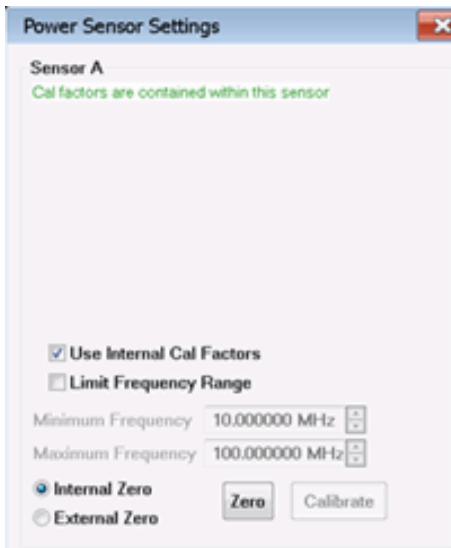 Power Sensor Settings
Sensor A
Cal factors are contained within this sensor
Use Internal Cal Factors
Limit Frequency Range
Minimum Frequency 10.000000 MHz
Maximum Frequency 100.000000 MHz
Internal Zero
External Zero
Zero
Calibrate